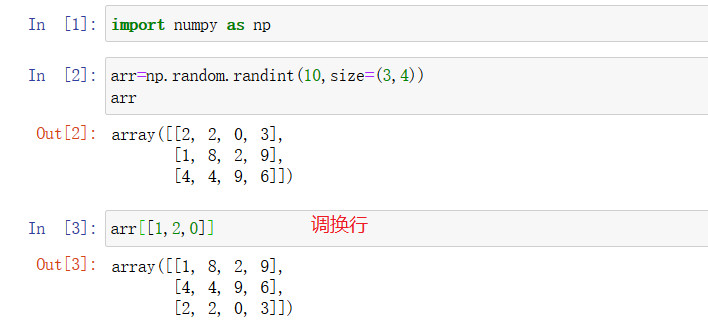 In [1]: import numpy as np
In [2]: arr=np.random.randint(10,size=(3,4))
arr
Out[2]: array([[2, 2, 0, 3],
[1, 8, 2, 9],
[4, 4, 9, 6]])
In [3]: arr[[1,2,0]] 调换行
Out[3]: array([[1, 8, 2, 9],
[4, 4, 9, 6],
[2, 2, 0, 3]])